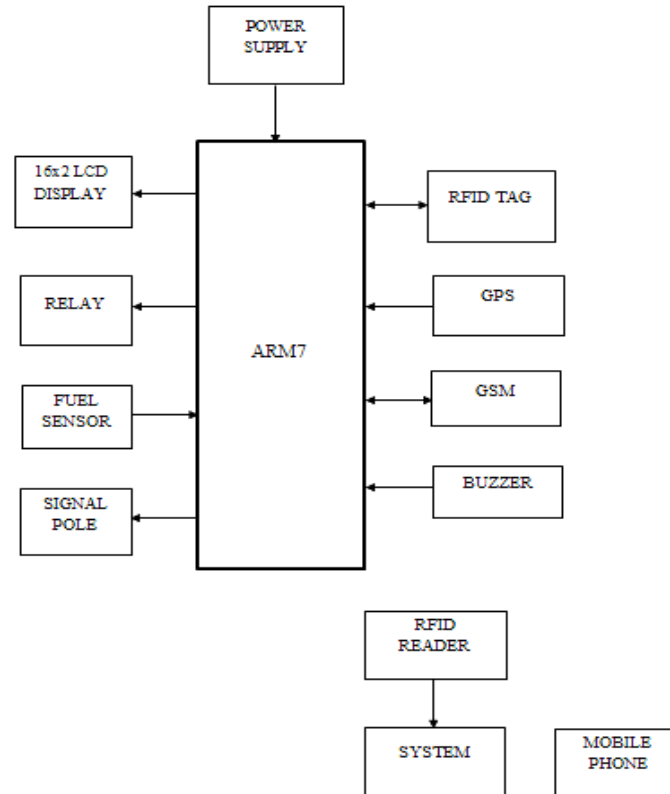 POWER
SUPPLY
16x2 LCD
DISPLAY
RFID TAG
RELAY
GPS
ARM7
FUEL
SENSOR
GSM
SIGNAL
POLE
BUZZER
RFID
READER
SYSTEM
MOBILE
PHONE